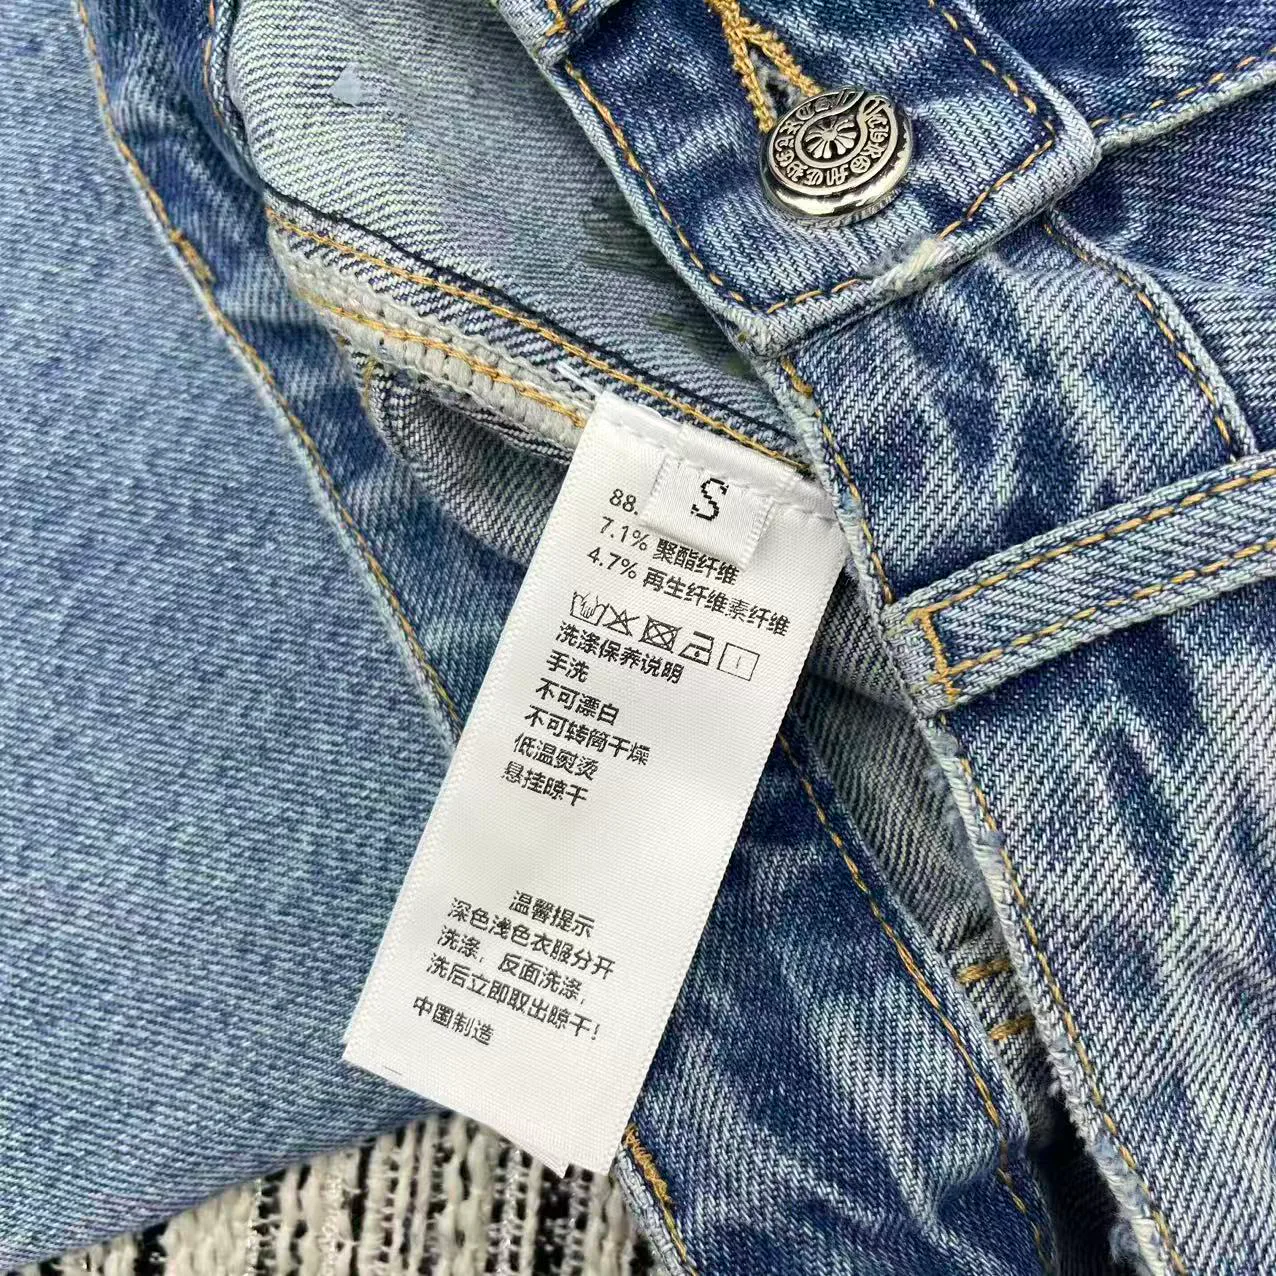 CHROME HEARTS
S
88.
7.1% 聚酯纤维
4.7% 再生纤维素纤维
洗涤保养说明
手洗
不可漂白
不可转筒干燥
低温熨烫
悬挂晾干
温馨提示
深色浅色衣服分开
洗涤, 反面洗涤,
洗后立即取出晾干!
中国制造